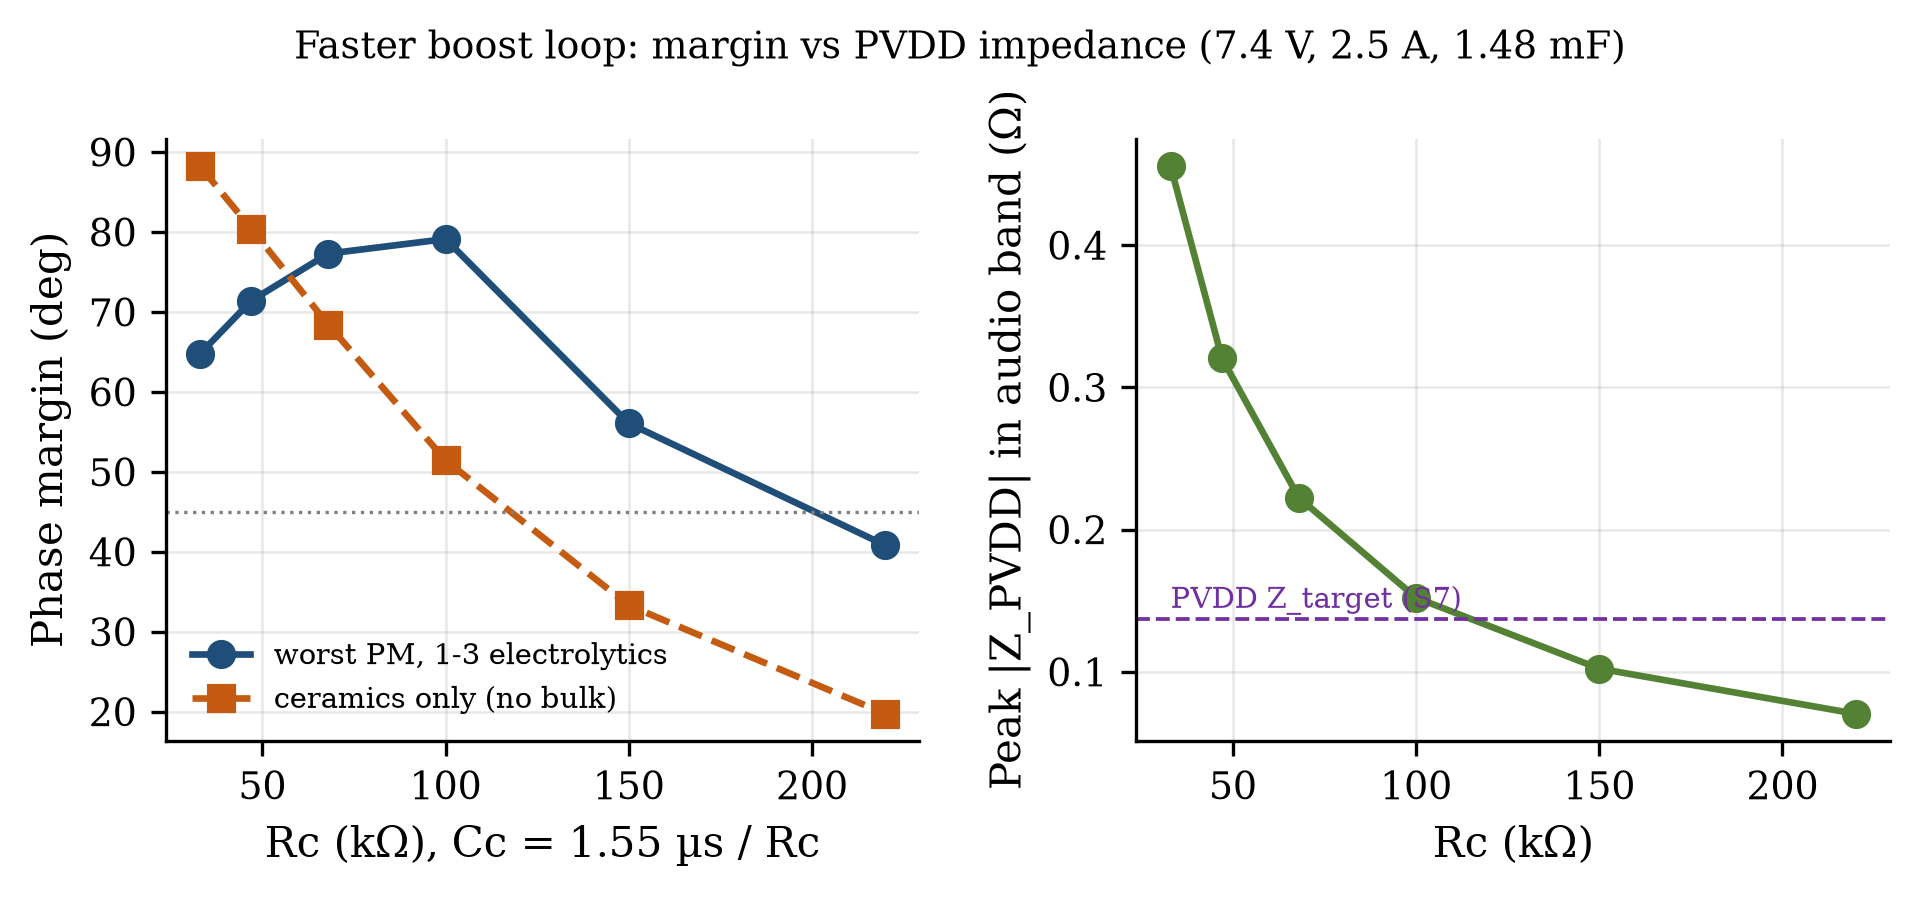 Faster boost loop: margin vs PVDD impedance (7.4 V, 2.5 A, 1.48 mF)
Phase margin (deg)
90
80
70
60
50
40
30
20
worst PM, 1-3 electrolytics
ceramics only (no bulk)
50 100 150 200
Rc (kΩ), Cc = 1.55 µs / Rc
Peak |Z_PVDD| in audio band (Ω)
0.4
0.3
0.2
0.1
PVDD Z_target (S7)
50 100 150 200
Rc (kΩ)